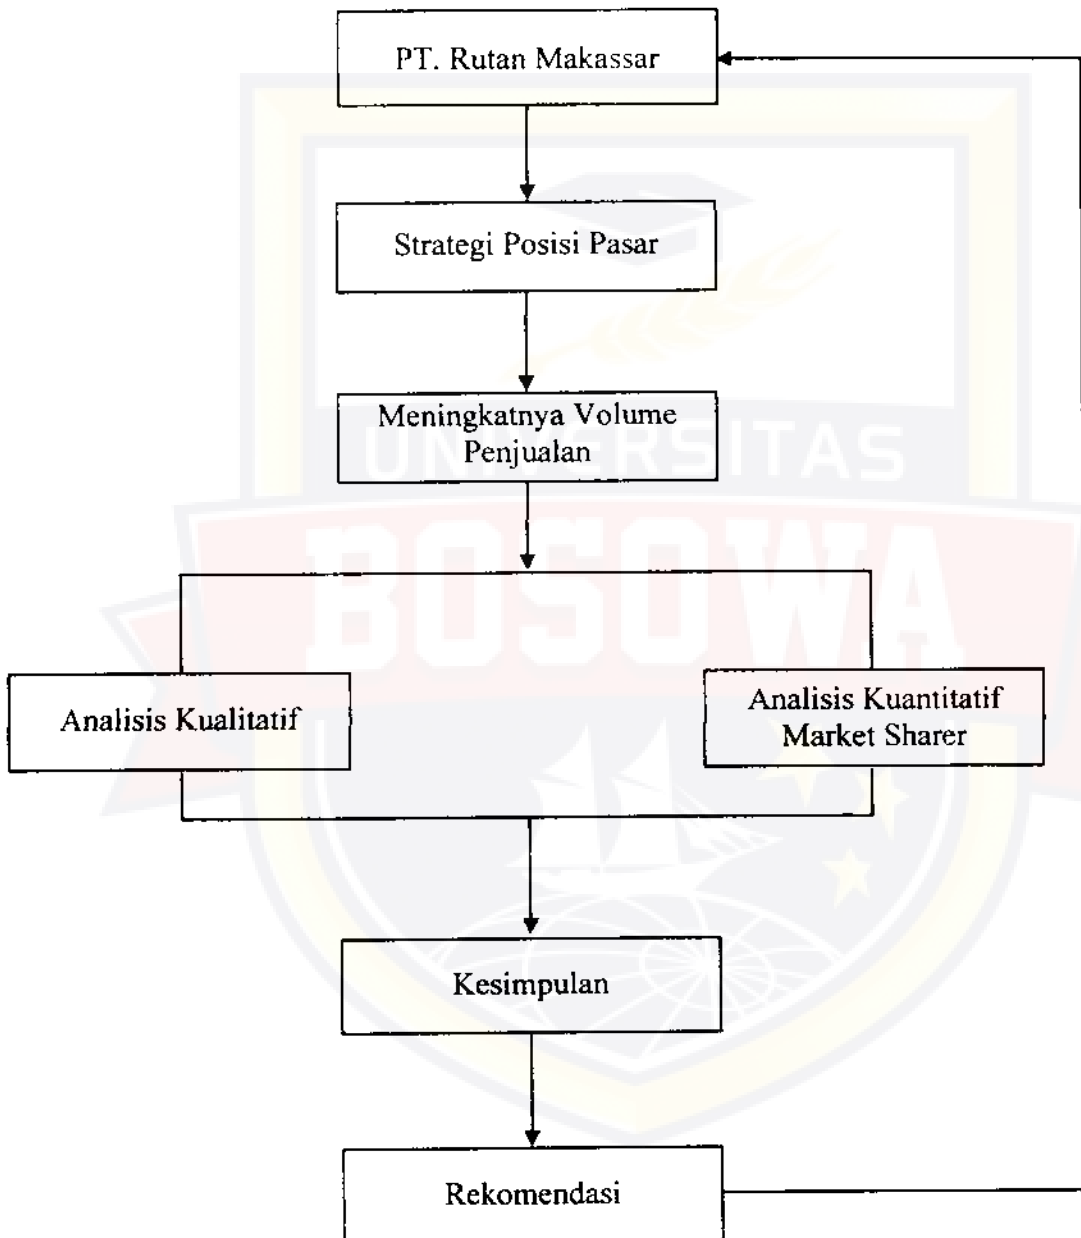 PT. Rutan Makassar
Strategi Posisi Pasar
Meningkatnya Volume
Penjualan
UNIVERSITAS
BOSOWA
Analisis Kualitatif
Analisis Kuantitatif
Market Sharer
Kesimpulan
Rekomendasi